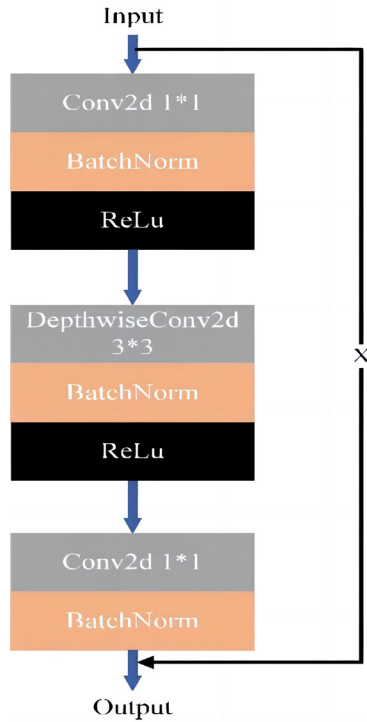 Input
Conv2d 1*1
BatchNorm
ReLu
DepthwiseConv2d
3*3
BatchNorm
ReLu
X
Conv2d 1*1
BatchNorm
Output